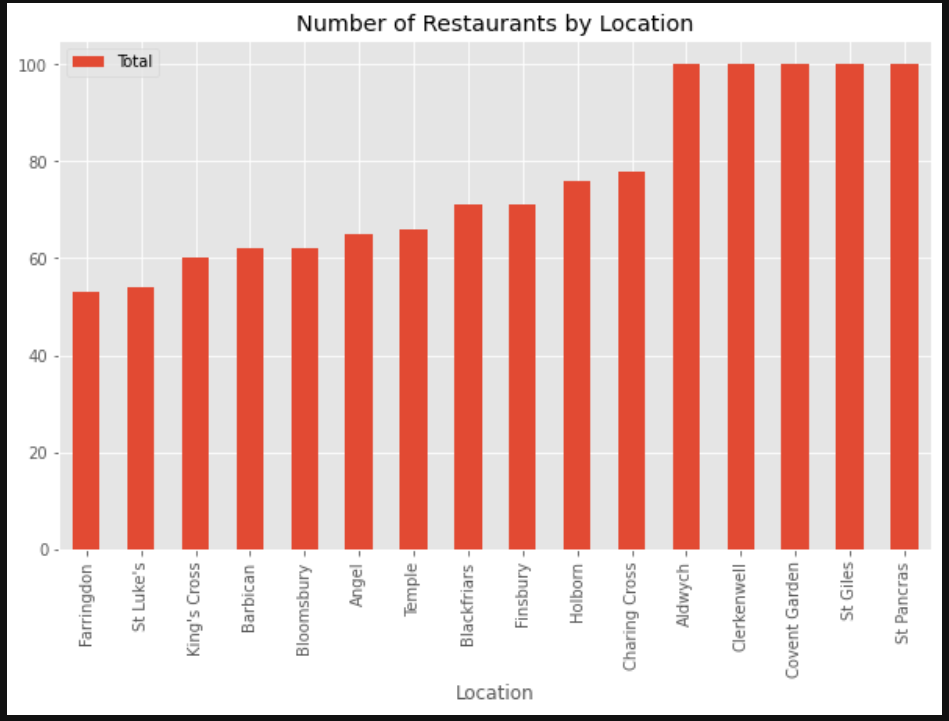 Number of Restaurants by Location
Total
100
80
60
40
20
0
Farringdon
St Luke's
King's Cross
Barbican
Bloomsbury
Angel
Temple
Blackfriars
Finsbury
Holborn
Charing Cross
Aldwych
Clerkenwell
Covent Garden
St Giles
St Pancras
Location